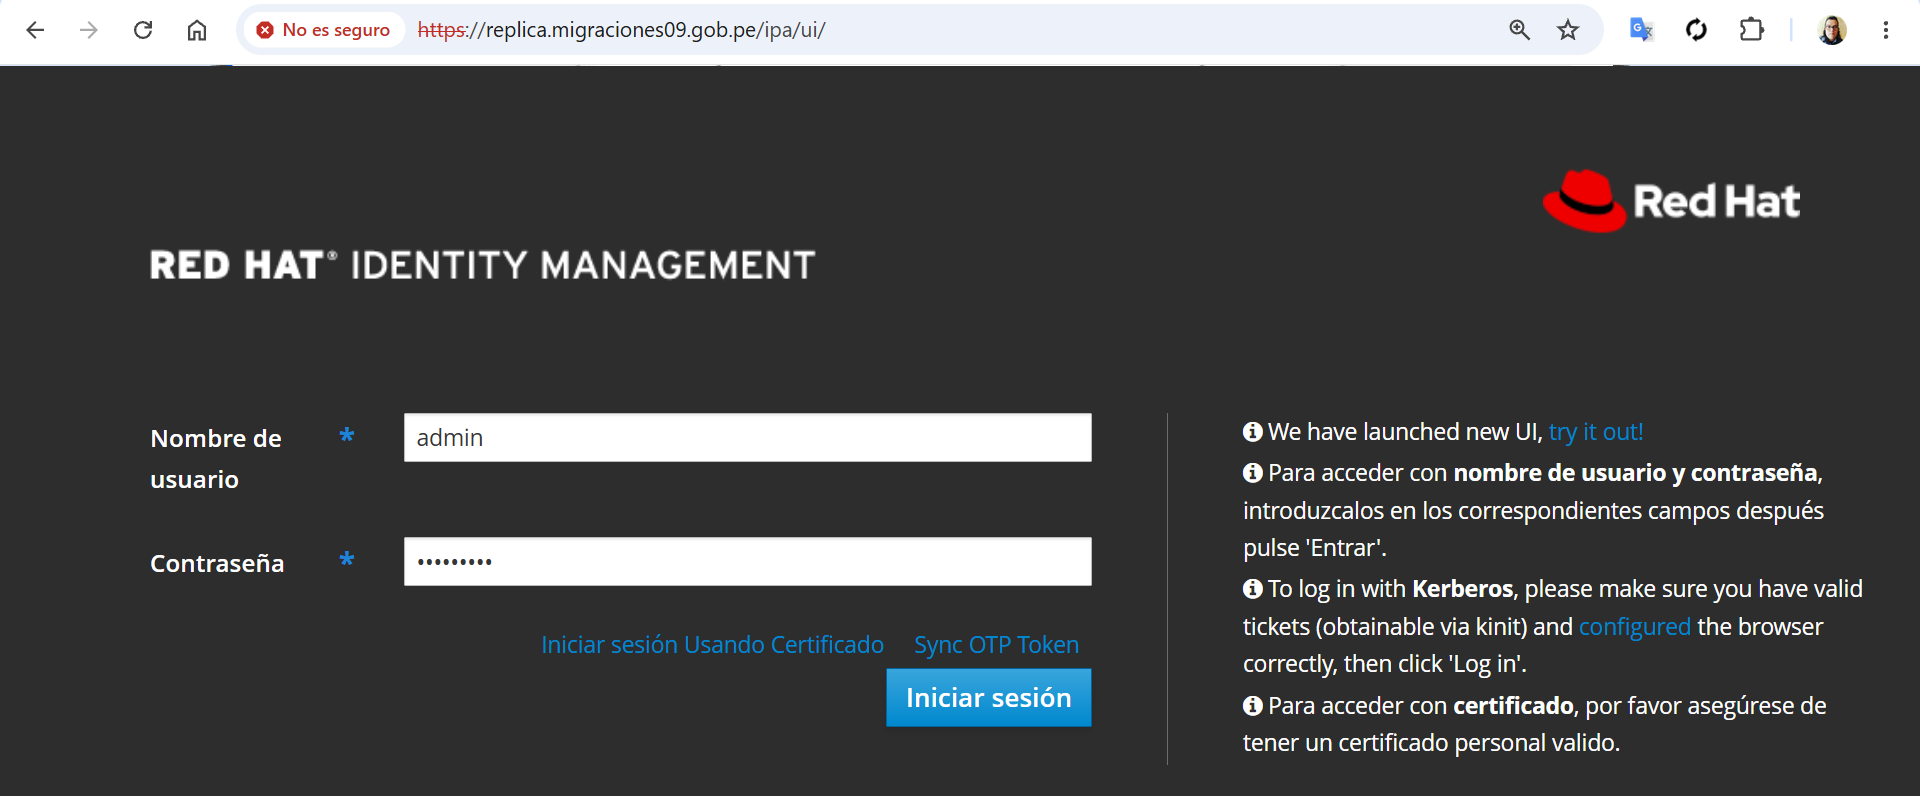 No es seguro https://replica.migraciones09.gob.pe/ipa/ui/
Red Hat
RED HAT® IDENTITY MANAGEMENT
Nombre de
usuario
*
admin
Contraseña
*
•••••••••
Iniciar sesión Usando Certificado Sync OTP Token
Iniciar sesión
We have launched new UI, try it out!
Para acceder con nombre de usuario y contraseña,
introduzcalos en los correspondientes campos después
pulse 'Entrar'.
To log in with Kerberos, please make sure you have valid
tickets (obtainable via kinit) and configured the browser
correctly, then click 'Log in'.
Para acceder con certificado, por favor asegúrese de
tener un certificado personal valido.